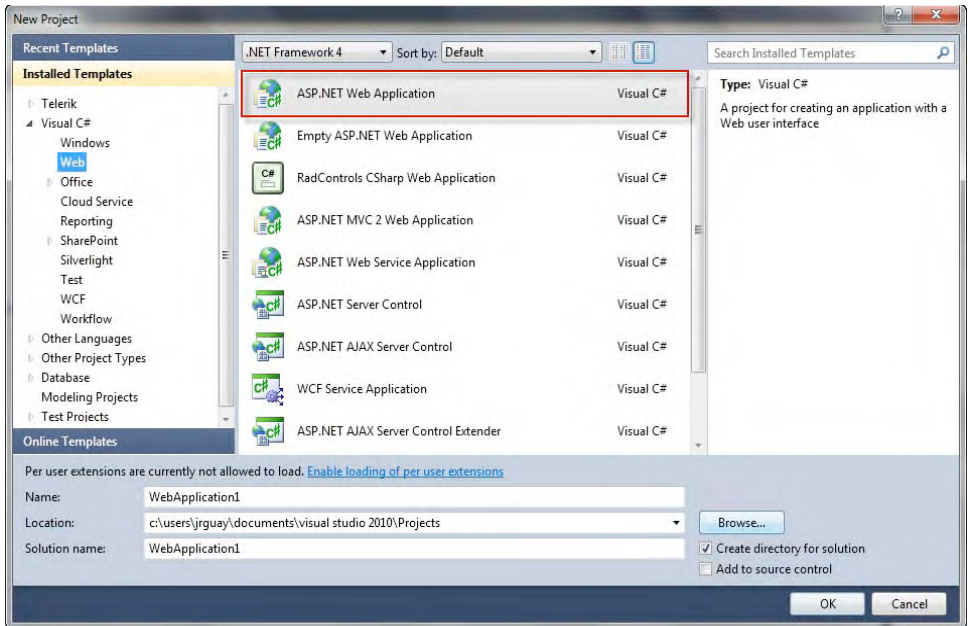 New Project
Recent Templates
Installed Templates
Telerik
Visual C#
Windows
Web
Office
Cloud Service
Reporting
SharePoint
Silverlight
Test
WCF
Workflow
Other Languages
Other Project Types
Database
Modeling Projects
Test Projects
Online Templates
.NET Framework 4 Sort by: Default
ASP.NET Web Application Visual C#
Empty ASP.NET Web Application Visual C#
RadControls CSharp Web Application Visual C#
ASP.NET MVC 2 Web Application Visual C#
ASP.NET Web Service Application Visual C#
ASP.NET Server Control Visual C#
ASP.NET AJAX Server Control Visual C#
WCF Service Application Visual C#
ASP.NET AJAX Server Control Extender Visual C#
Search Installed Templates
Type: Visual C#
A project for creating an application with a
Web user interface
Per user extensions are currently not allowed to load. Enable loading of per user extensions
Name: WebApplication1
Location: c:\users\jrguay\documents\visual studio 2010\Projects Browse...
Solution name: WebApplication1
Create directory for solution
Add to source control
OK Cancel